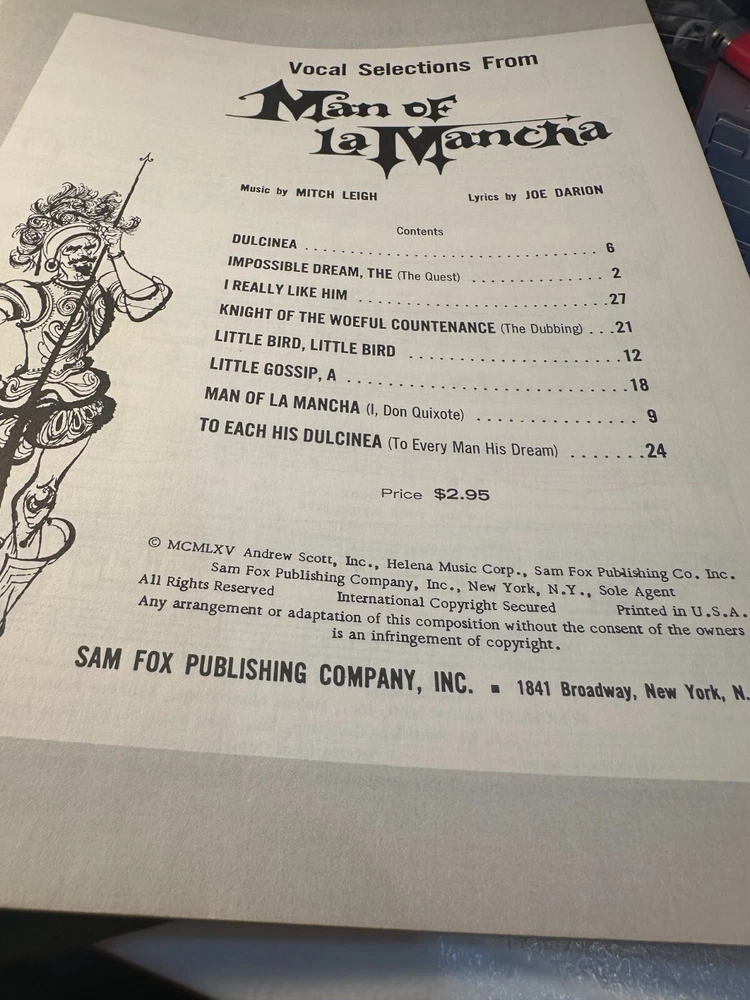 Vocal Selections From
Man of
la Mancha
Music by MITCH LEIGH Lyrics by JOE DARION
Contents
DULCINEA . . . . . . . . . . . . . . . . . . . . . . . . . . . . . . 6
IMPOSSIBLE DREAM, THE (The Quest) . . . . . . . . . . . . . 2
I REALLY LIKE HIM . . . . . . . . . . . . . . . . . . . . . . . . .27
KNIGHT OF THE WOEFUL COUNTENANCE (The Dubbing) . . .21
LITTLE BIRD, LITTLE BIRD . . . . . . . . . . . . . . . . . . . . .12
LITTLE GOSSIP, A . . . . . . . . . . . . . . . . . . . . . . . . . .18
MAN OF LA MANCHA (I, Don Quixote) . . . . . . . . . . . . . . 9
TO EACH HIS DULCINEA (To Every Man His Dream) . . . . . . .24
Price $2.95
© MCMLXV Andrew Scott, Inc., Helena Music Corp., Sam Fox Publishing Co. Inc.
Sam Fox Publishing Company, Inc., New York, N.Y., Sole Agent
All Rights Reserved International Copyright Secured Printed in U.S.A.
Any arrangement or adaptation of this composition without the consent of the owners
is an infringement of copyright.
SAM FOX PUBLISHING COMPANY, INC. ■ 1841 Broadway, New York, N.